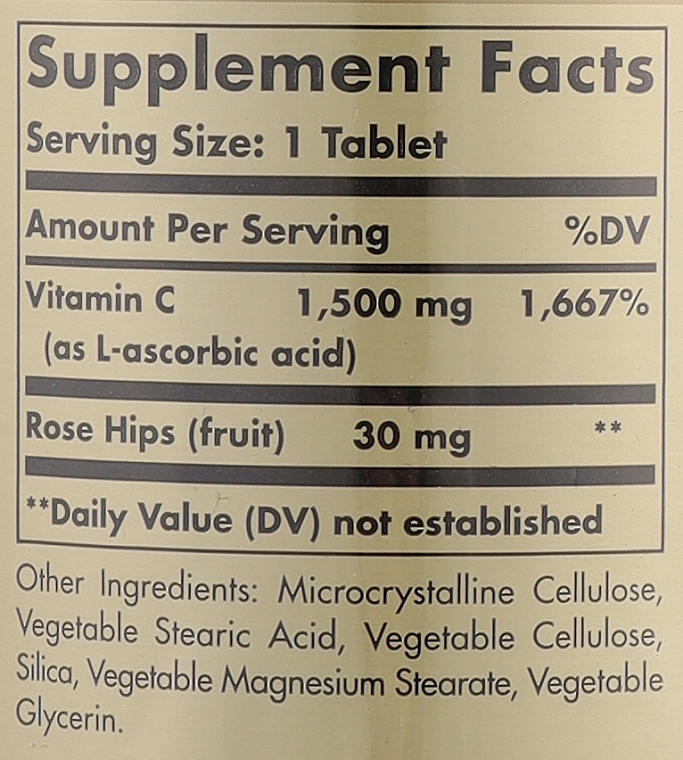 Supplement Facts
Serving Size: 1 Tablet
Amount Per Serving %DV
Vitamin C 1,500 mg 1,667%
(as L-ascorbic acid)
Rose Hips (fruit) 30 mg **
**Daily Value (DV) not established
Other Ingredients: Microcrystalline Cellulose,
Vegetable Stearic Acid, Vegetable Cellulose,
Silica, Vegetable Magnesium Stearate, Vegetable
Glycerin.